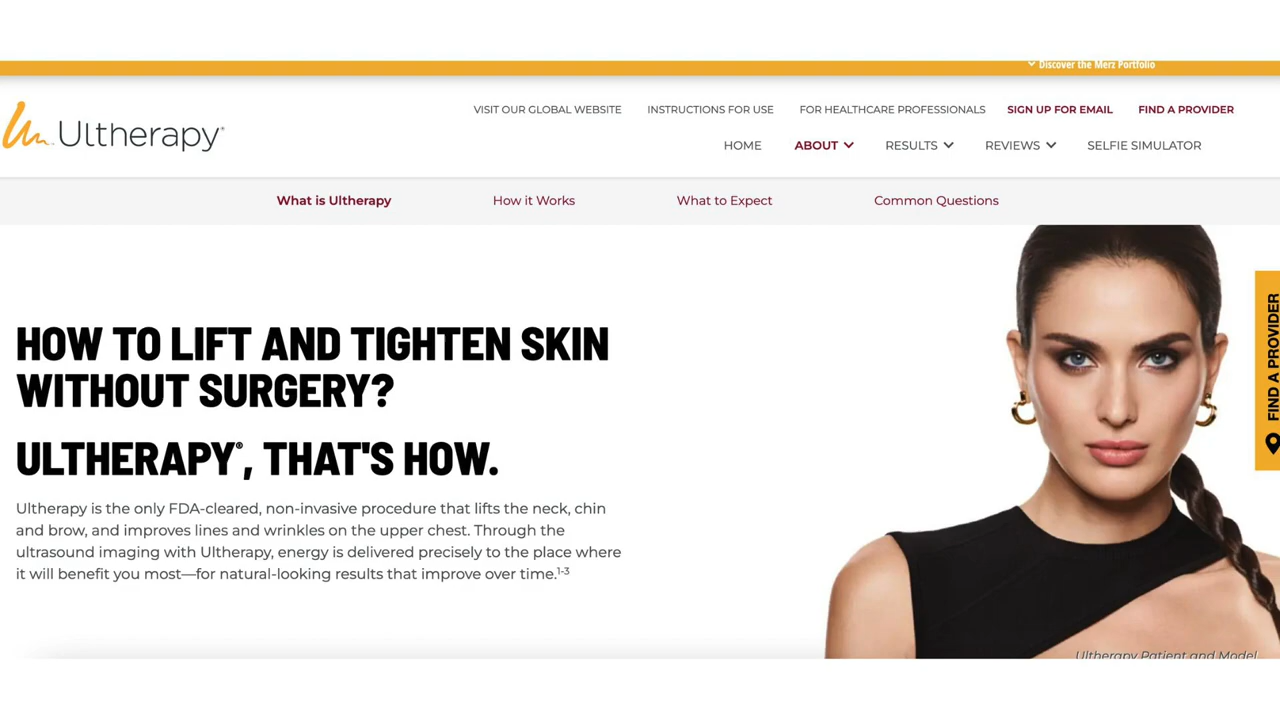 Discover the Merz Portfolio
VISIT OUR GLOBAL WEBSITE INSTRUCTIONS FOR USE FOR HEALTHCARE PROFESSIONALS SIGN UP FOR EMAIL FIND A PROVIDER
Ultherapy®
HOME ABOUT RESULTS REVIEWS SELFIE SIMULATOR
What is Ultherapy How it Works What to Expect Common Questions
HOW TO LIFT AND TIGHTEN SKIN
WITHOUT SURGERY?
ULTHERAPY®, THAT'S HOW.
Ultherapy is the only FDA-cleared, non-invasive procedure that lifts the neck, chin
and brow, and improves lines and wrinkles on the upper chest. Through the
ultrasound imaging with Ultherapy, energy is delivered precisely to the place where
it will benefit you most—for natural-looking results that improve over time.1-3
FIND A PROVIDER
Ultherapy Patient and Model